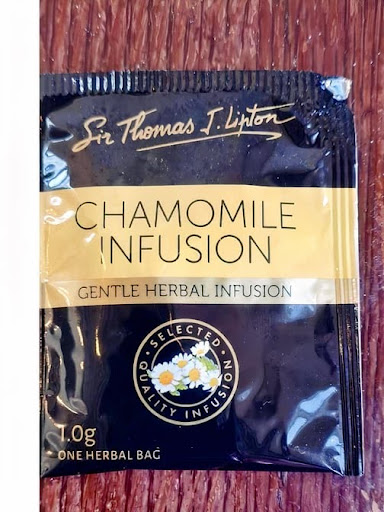 Sir Thomas J. Lipton
CHAMOMILE
INFUSION
GENTLE HERBAL INFUSION
• SELECTED •
QUALITY INFUSION
1.0g
ONE HERBAL BAG